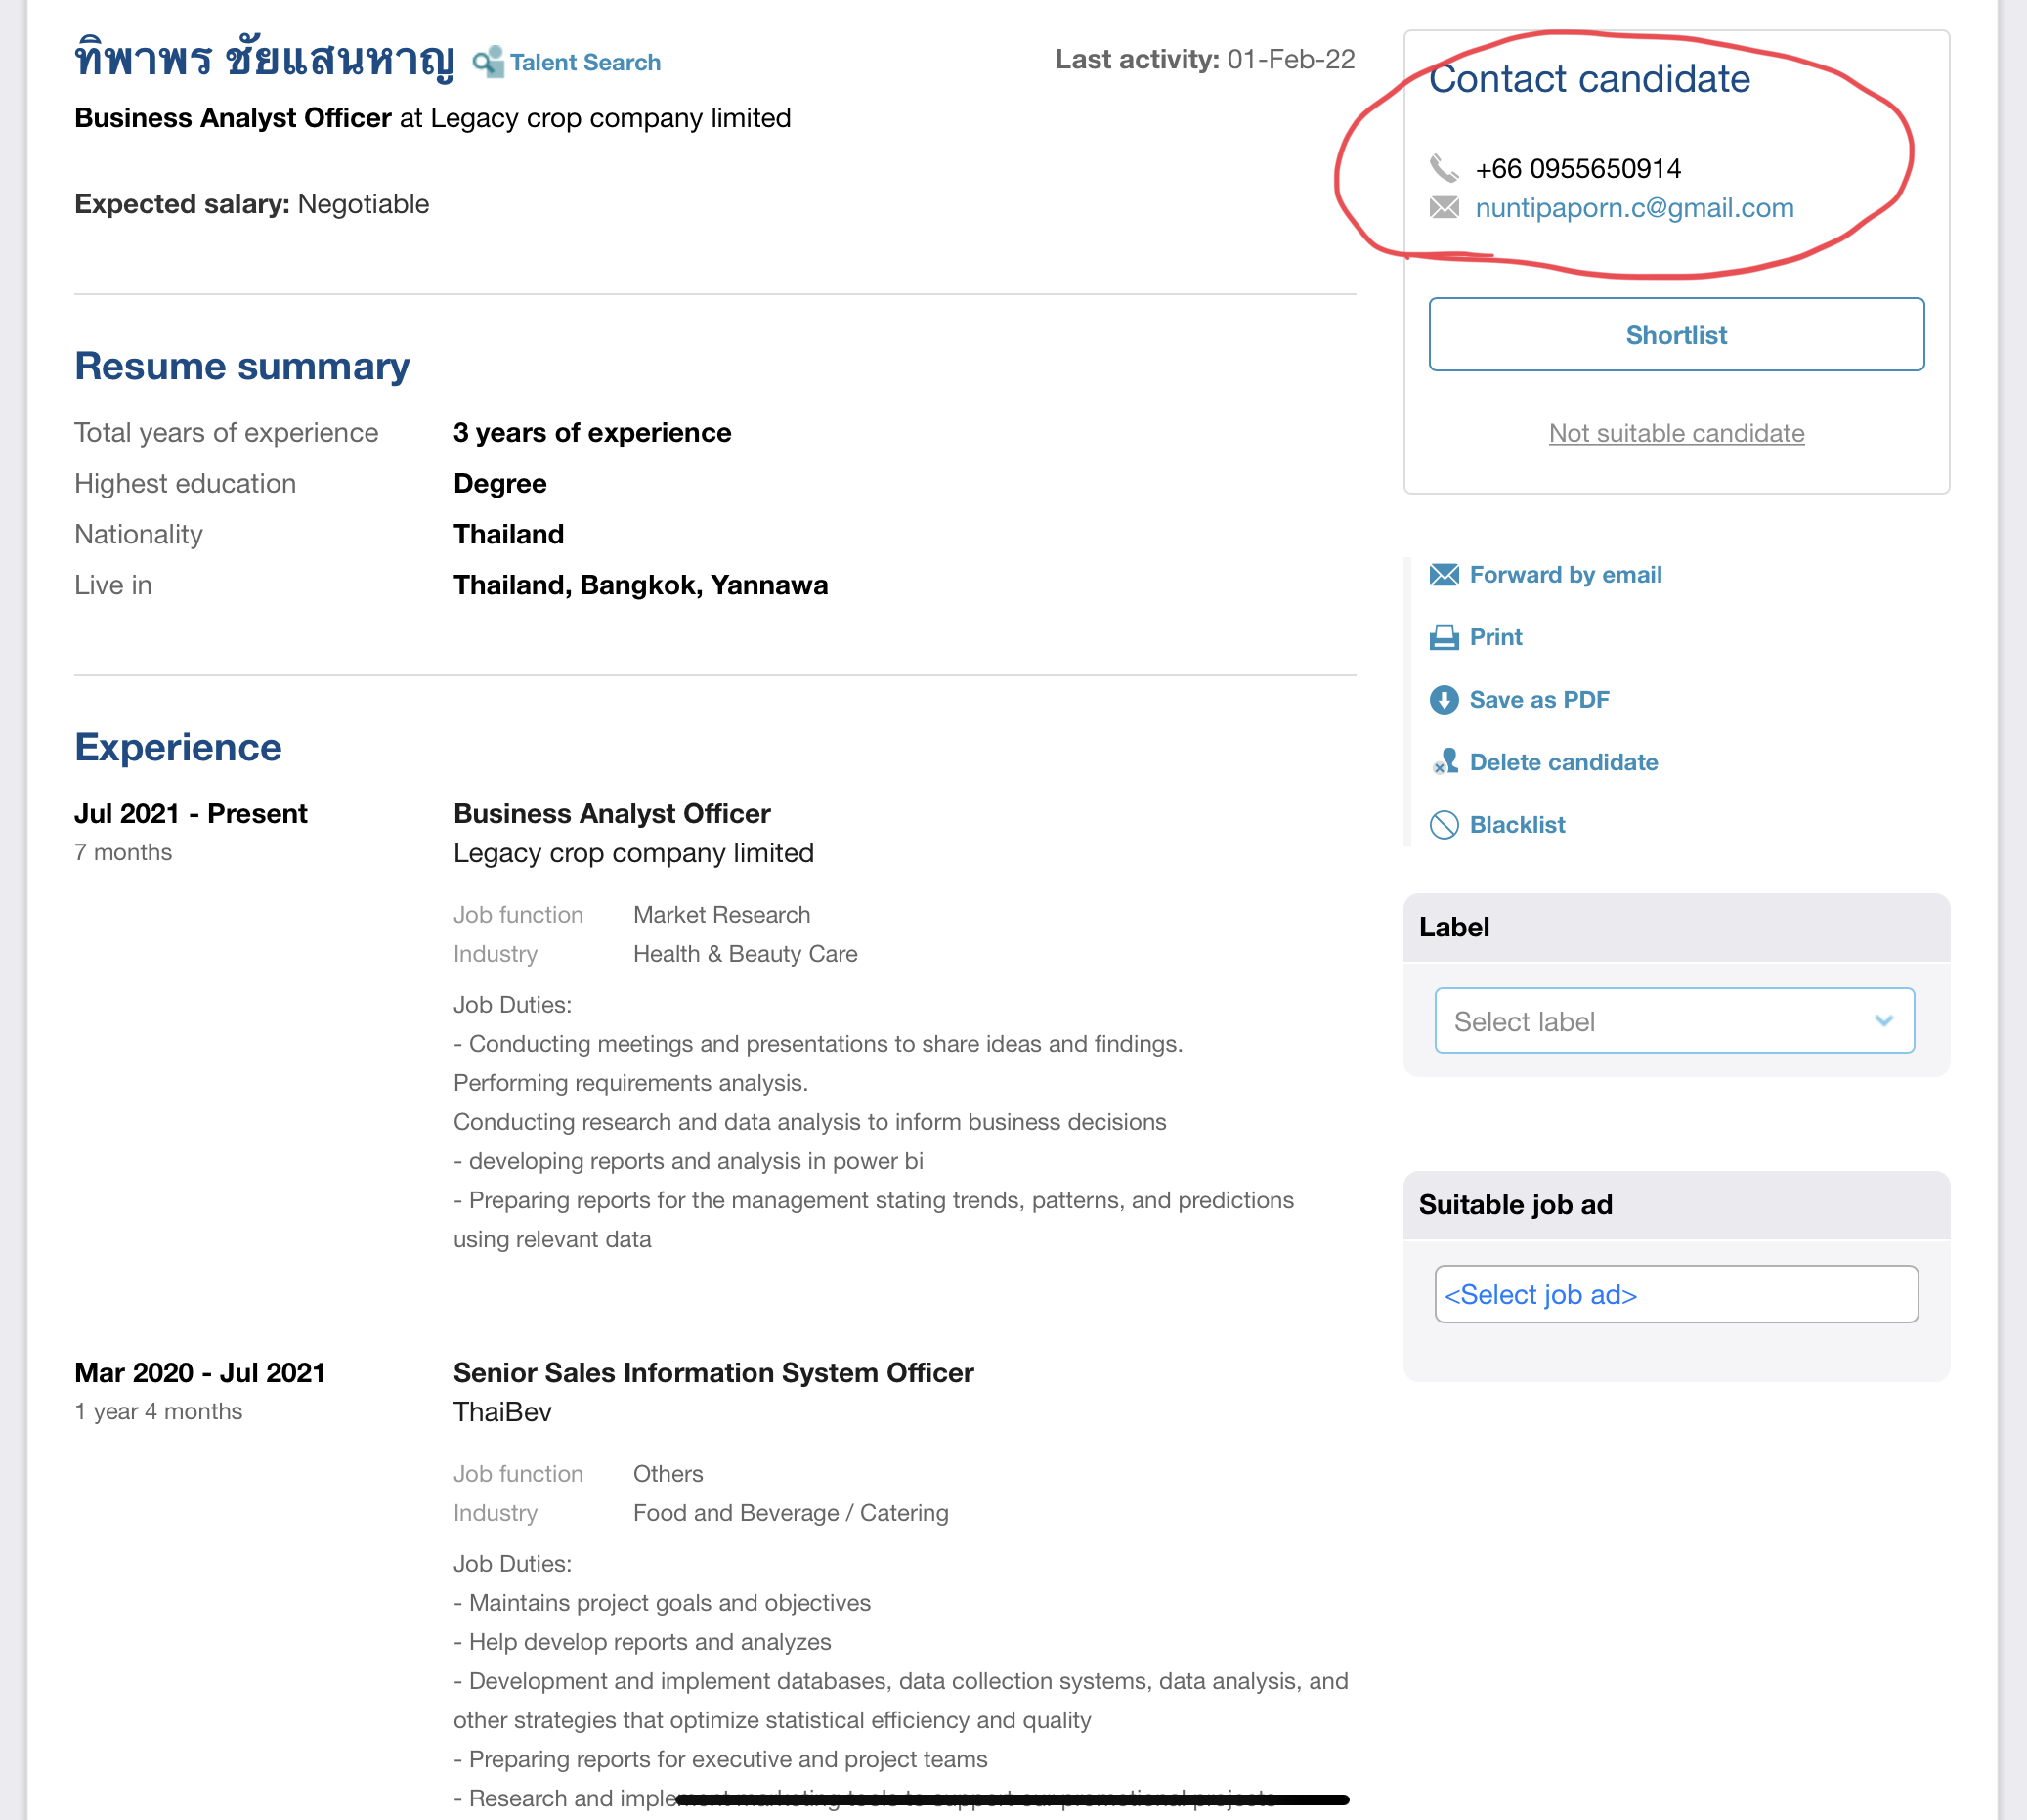 ทิพาพร ชัยแสนหาญ Talent Search
Last activity: 01-Feb-22
Business Analyst Officer at Legacy crop company limited
Expected salary: Negotiable
Contact candidate
+66 0955650914
nuntipaporn.c@gmail.com
Shortlist
Not suitable candidate
Resume summary
Total years of experience 3 years of experience
Highest education Degree
Nationality Thailand
Live in Thailand, Bangkok, Yannawa
Forward by email
Print
Save as PDF
Delete candidate
Blacklist
Label
Select label
Suitable job ad
<Select job ad>
Experience
Jul 2021 - Present Business Analyst Officer
7 months Legacy crop company limited
Job function Market Research
Industry Health & Beauty Care
Job Duties:
- Conducting meetings and presentations to share ideas and findings.
Performing requirements analysis.
Conducting research and data analysis to inform business decisions
- developing reports and analysis in power bi
- Preparing reports for the management stating trends, patterns, and predictions
using relevant data
Mar 2020 - Jul 2021 Senior Sales Information System Officer
1 year 4 months ThaiBev
Job function Others
Industry Food and Beverage / Catering
Job Duties:
- Maintains project goals and objectives
- Help develop reports and analyzes
- Development and implement databases, data collection systems, data analysis, and
other strategies that optimize statistical efficiency and quality
- Preparing reports for executive and project teams
- Research and implement marketing tools to support our promotional projects